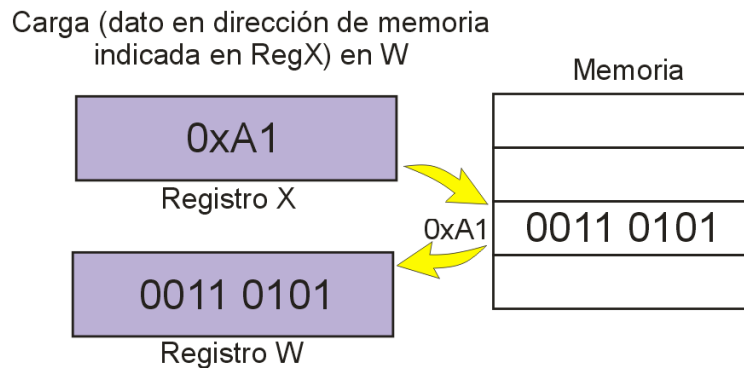 Carga (dato en dirección de memoria
indicada en RegX) en W
Memoria
0xA1
Registro X
0xA1
0011 0101
0011 0101
Registro W